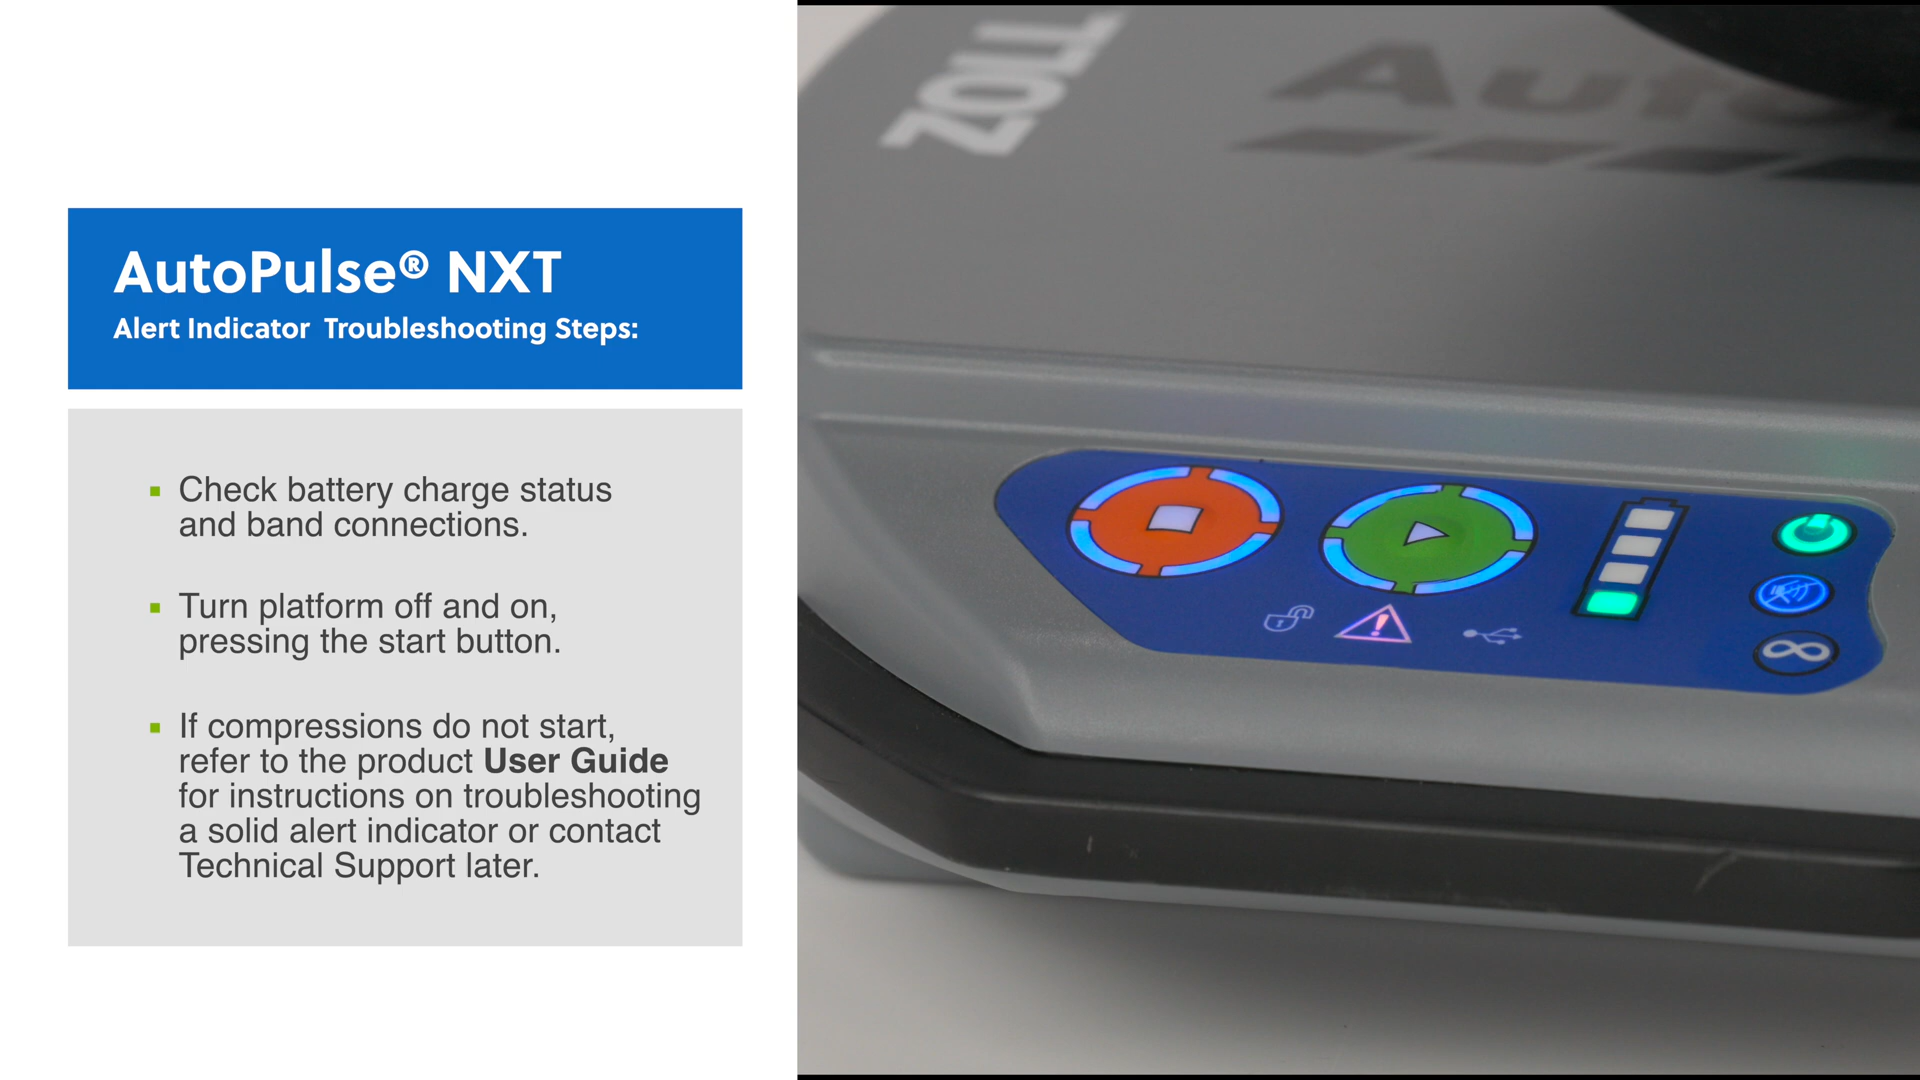 AutoPulse® NXT
Alert Indicator Troubleshooting Steps:
Check battery charge status
and band connections.
Turn platform off and on,
pressing the start button.
If compressions do not start,
refer to the product User Guide
for instructions on troubleshooting
a solid alert indicator or contact
Technical Support later.
ZOLL